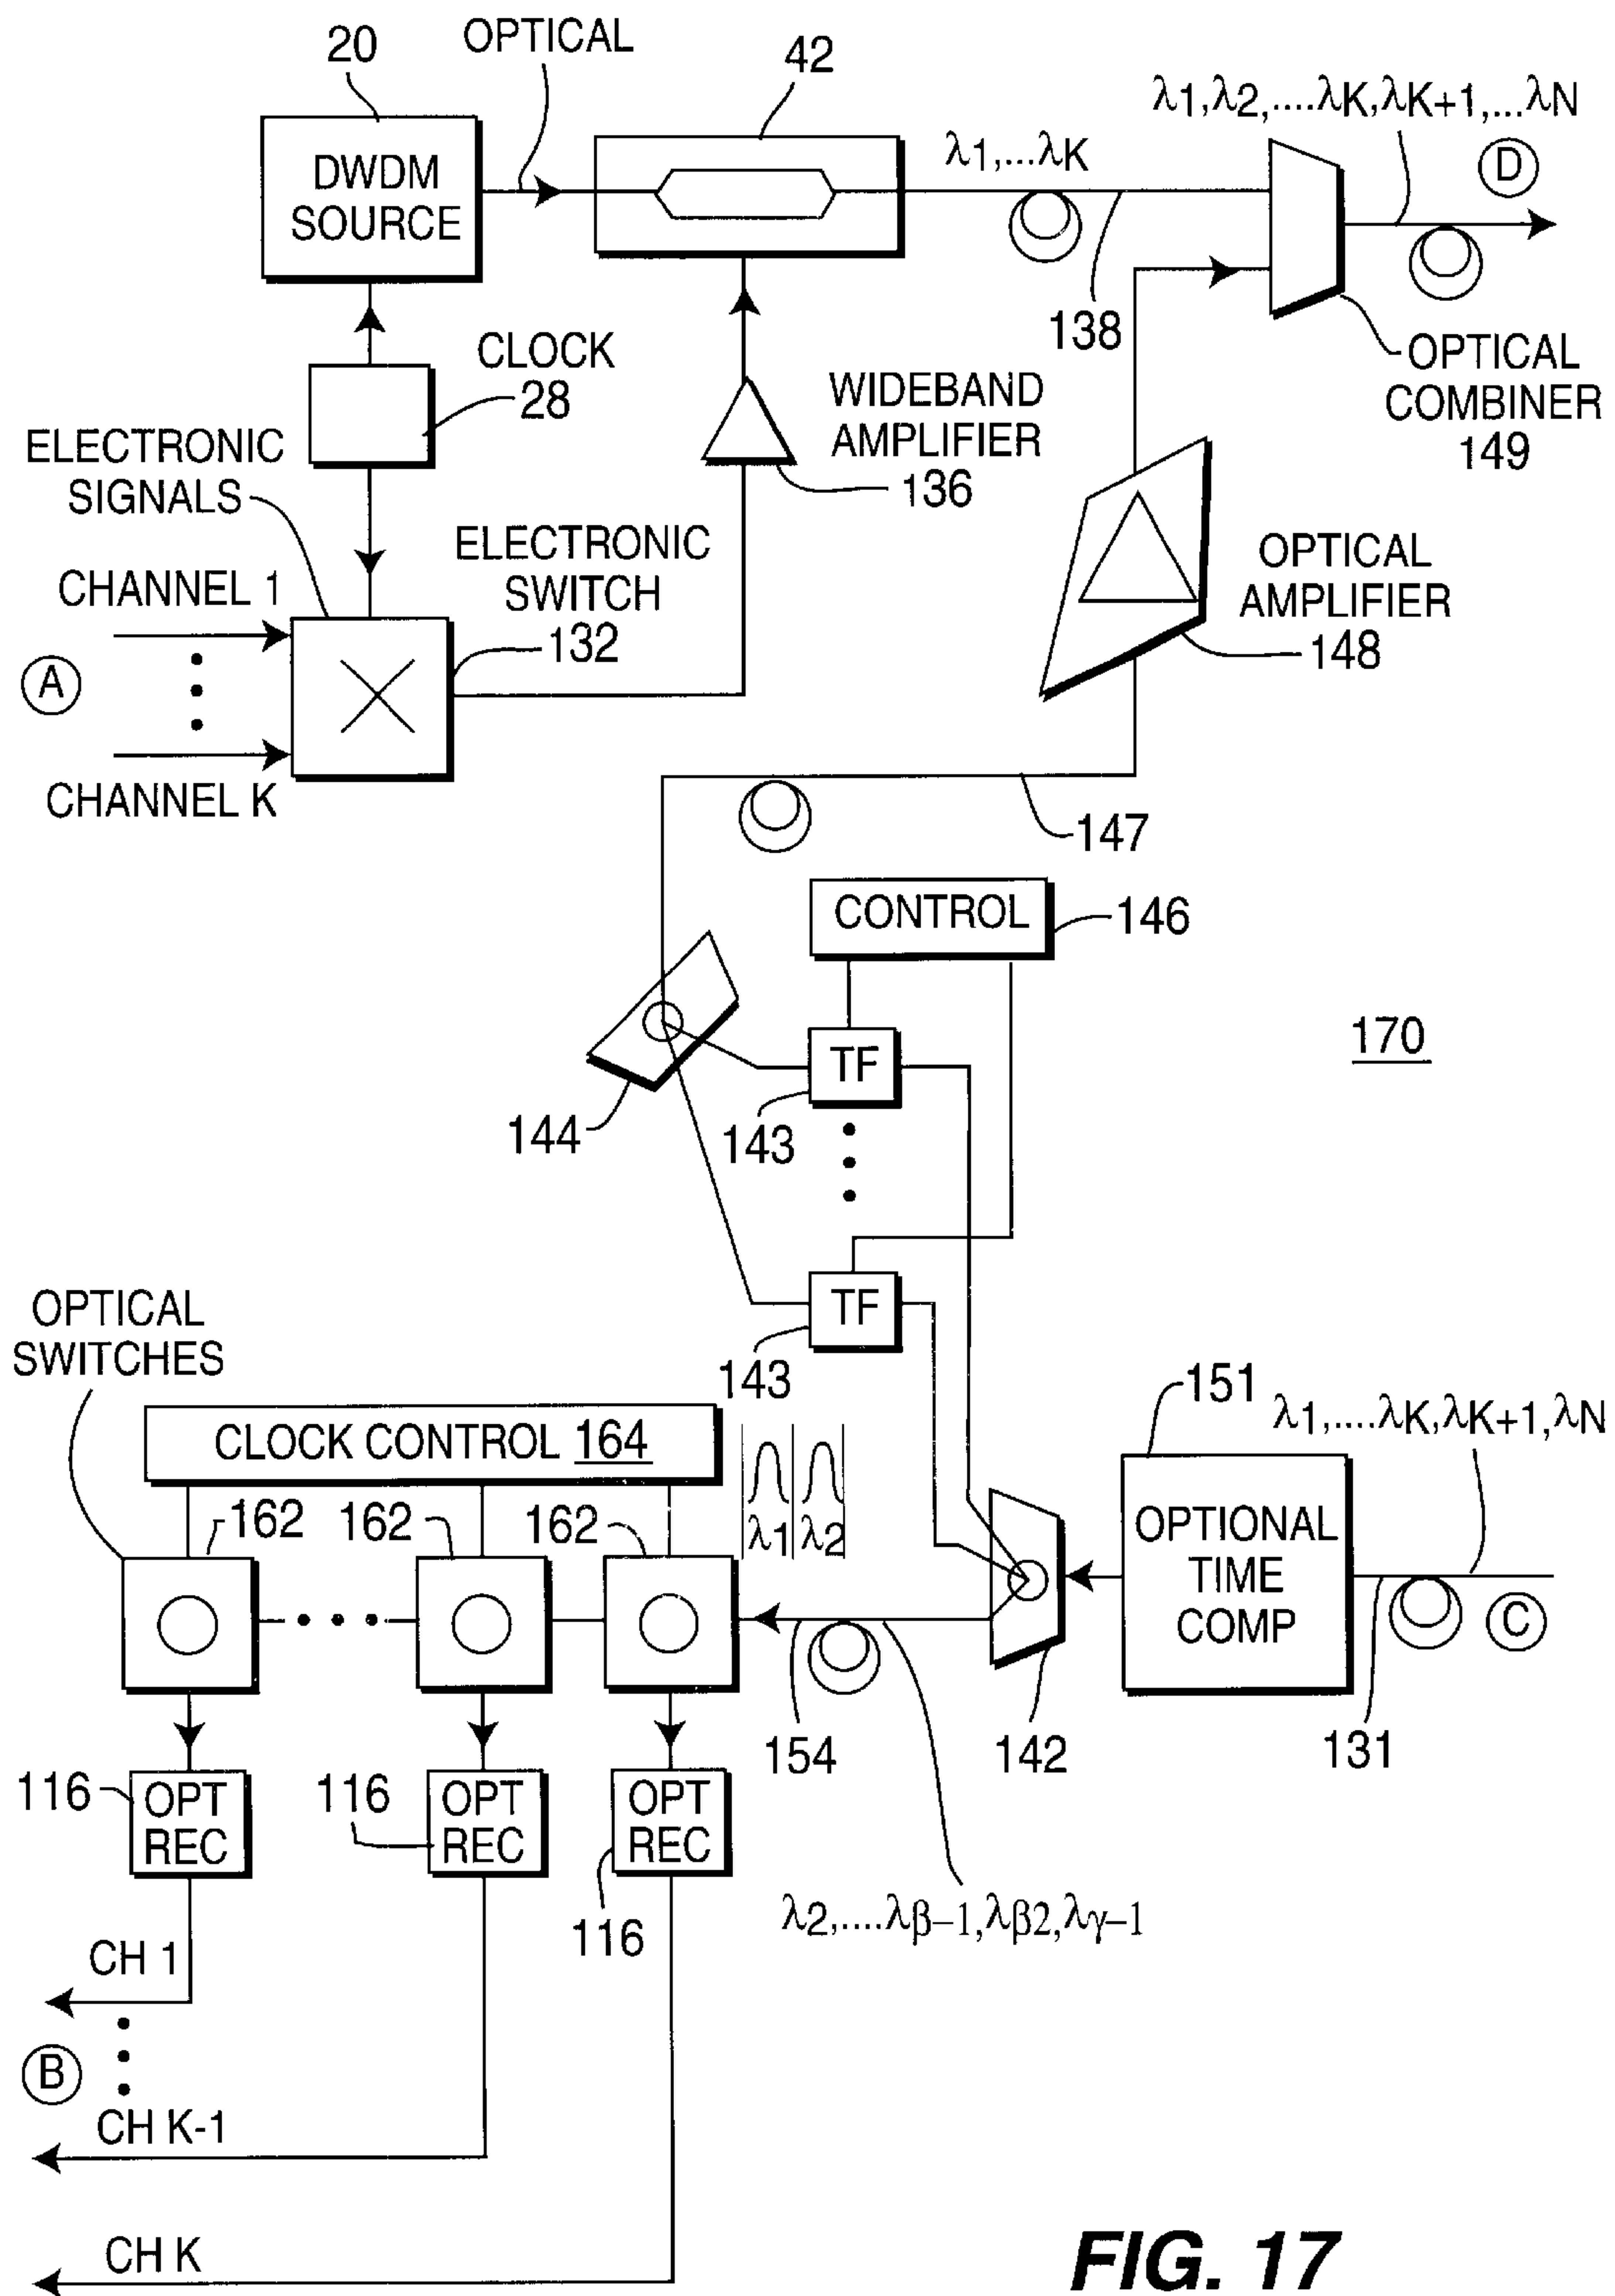 20
OPTICAL
42
λ1,λ2,....λK,λK+1,...λN
DWDM
SOURCE
λ1,...λK
D
138
CLOCK
28
WIDEBAND
AMPLIFIER
136
OPTICAL
COMBINER
149
ELECTRONIC
SIGNALS
ELECTRONIC
SWITCH
132
OPTICAL
AMPLIFIER
148
CHANNEL 1
A
CHANNEL K
147
CONTROL
146
170
TF
144
143
TF
143
OPTICAL
SWITCHES
151
λ1,....λK,λK+1,λN
CLOCK CONTROL 164
λ1 λ2
162
162
162
OPTIONAL
TIME
COMP
C
154
142
131
116
OPT
REC
116
OPT
REC
OPT
REC
116
λ2,....λβ–1,λβ2,λγ–1
CH 1
B
CH K-1
CH K
FIG. 17